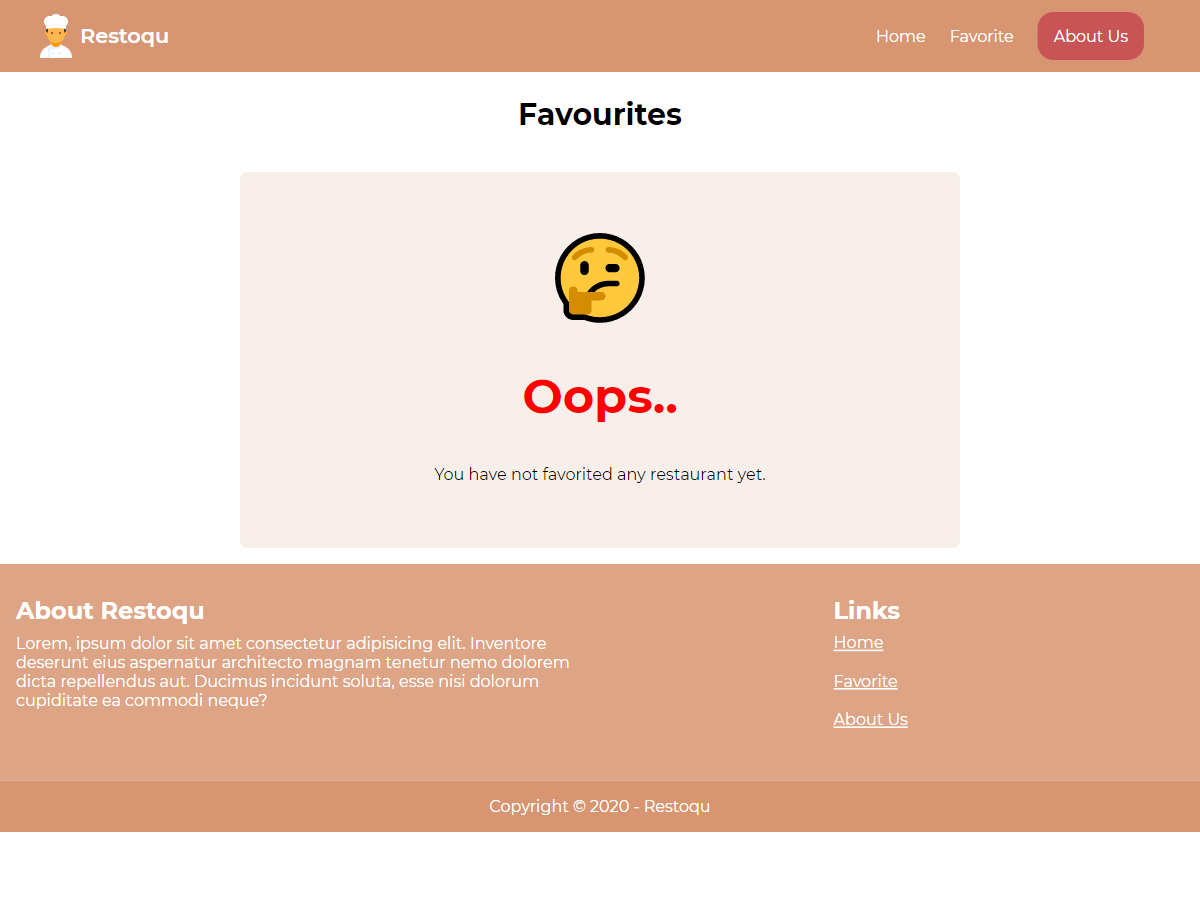 Restoqu
Home
Favorite
About Us
Favourites
Oops..
You have not favorited any restaurant yet.
About Restoqu
Lorem, ipsum dolor sit amet consectetur adipisicing elit. Inventore
deserunt eius aspernatur architecto magnam tenetur nemo dolorem
dicta repellendus aut. Ducimus incidunt soluta, esse nisi dolorum
cupiditate ea commodi neque?
Links
Home
Favorite
About Us
Copyright © 2020 - Restoqu